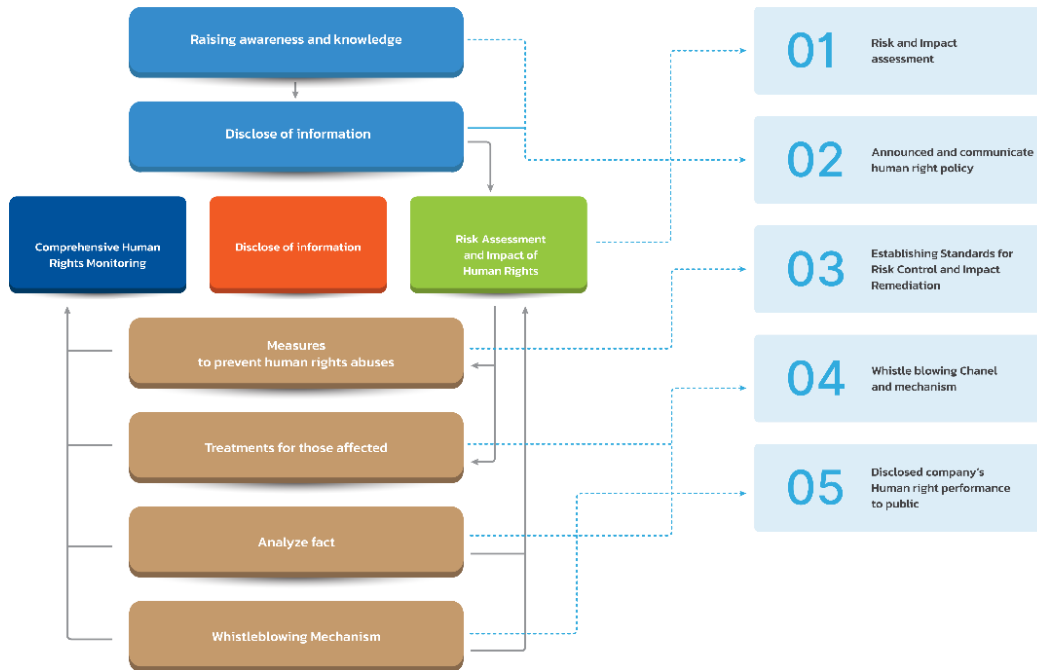 Raising awareness and knowledge
Disclose of information
Comprehensive Human
Rights Monitoring
Disclose of information
Risk Assessment
and Impact of
Human Rights
Measures
to prevent human rights abuses
Treatments for those affected
Analyze fact
Whistleblowing Mechanism
01
Risk and Impact
assessment
02
Announced and communicate
human right policy
03
Establishing Standards for
Risk Control and Impact
Remediation
04
Whistle blowing Chanel
and mechanism
05
Disclosed company's
Human right performance
to public